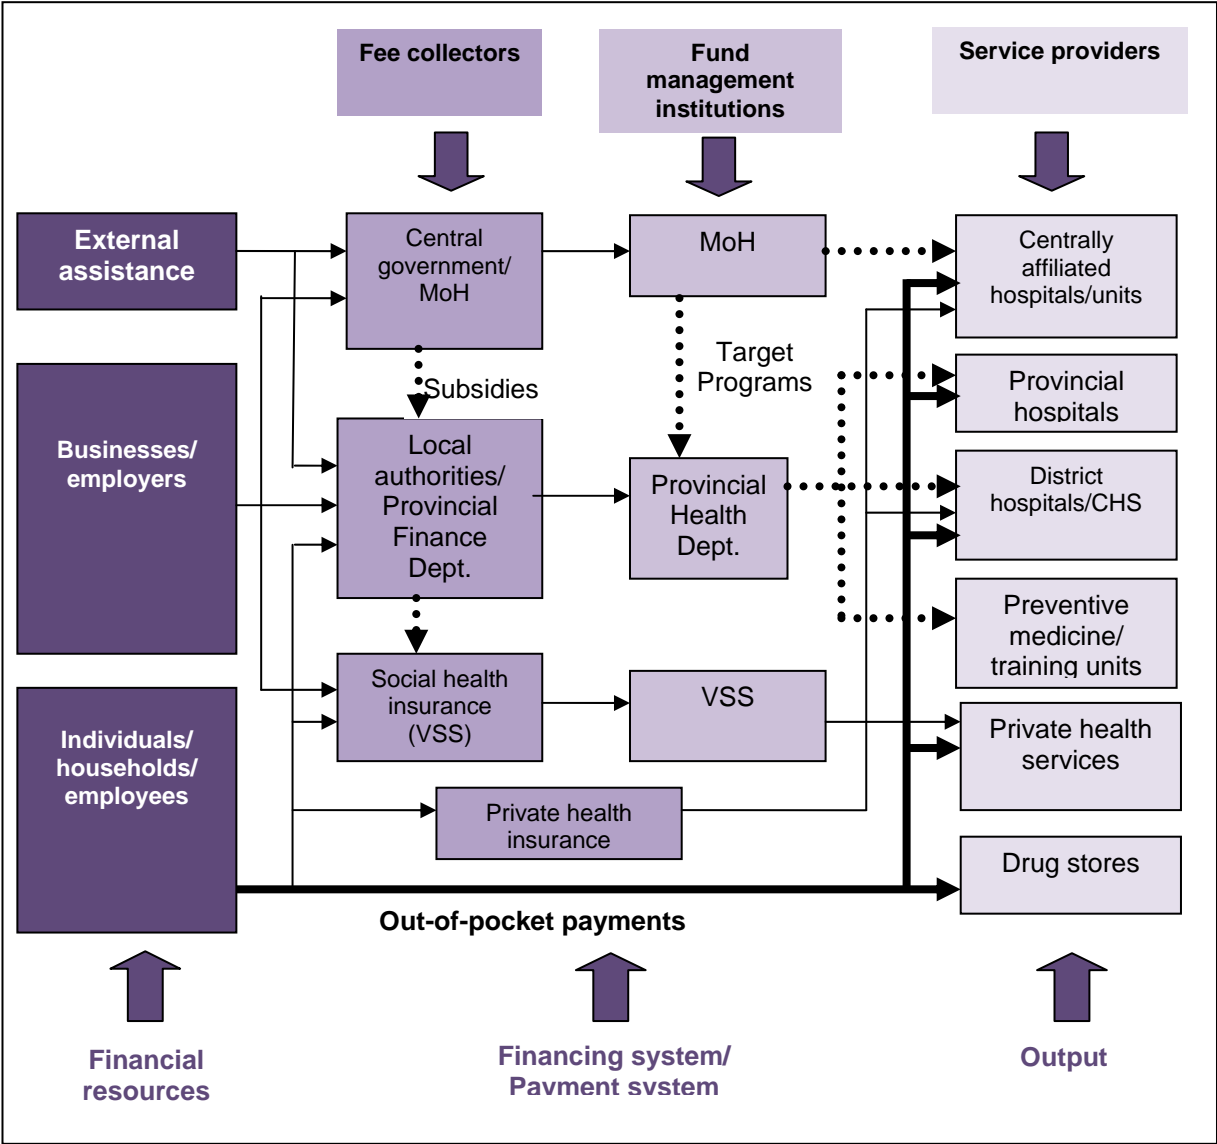 Fee collectors
Fund
management
institutions
Service providers
External
assistance
Central
government/
MoH
MoH
Centrally
affiliated
hospitals/units
Subsidies
Target
Programs
Provincial
hospitals
Businesses/
employers
Local
authorities/
Provincial
Finance
Dept.
Provincial
Health
Dept.
District
hospitals/CHS
Preventive
medicine/
training units
Individuals/
households/
employees
Social health
insurance
(VSS)
VSS
Private health
services
Private health
insurance
Drug stores
Out-of-pocket payments
Financial
resources
Financing system/
Payment system
Output